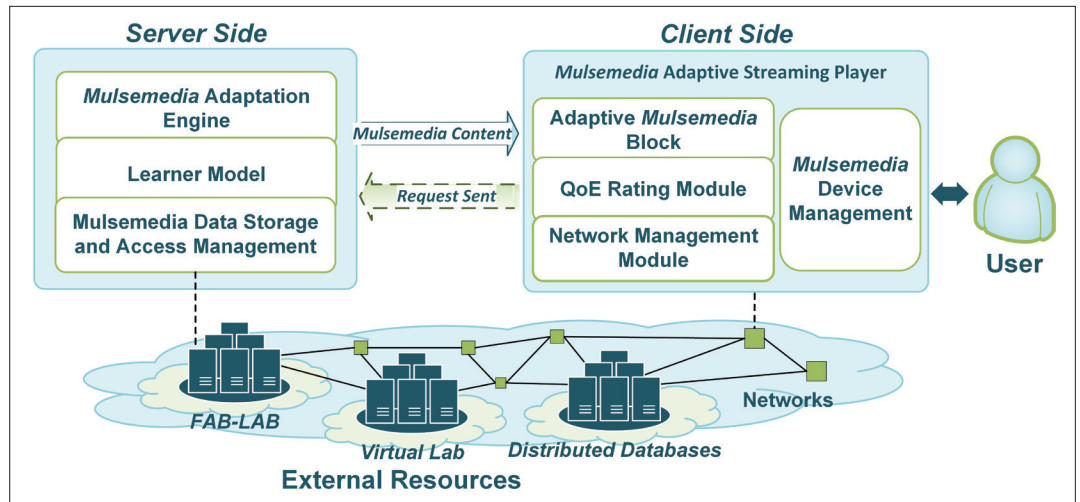 Server Side
Mulsemedia Adaptation
Engine
Learner Model
Mulsemedia Data Storage
and Access Management
Mulsemedia Content
Request Sent
Client Side
Mulsemedia Adaptive Streaming Player
Adaptive Mulsemedia
Block
QoE Rating Module
Network Management
Module
Mulsemedia
Device
Management
User
FAB-LAB
Virtual Lab
Distributed Databases
Networks
External Resources